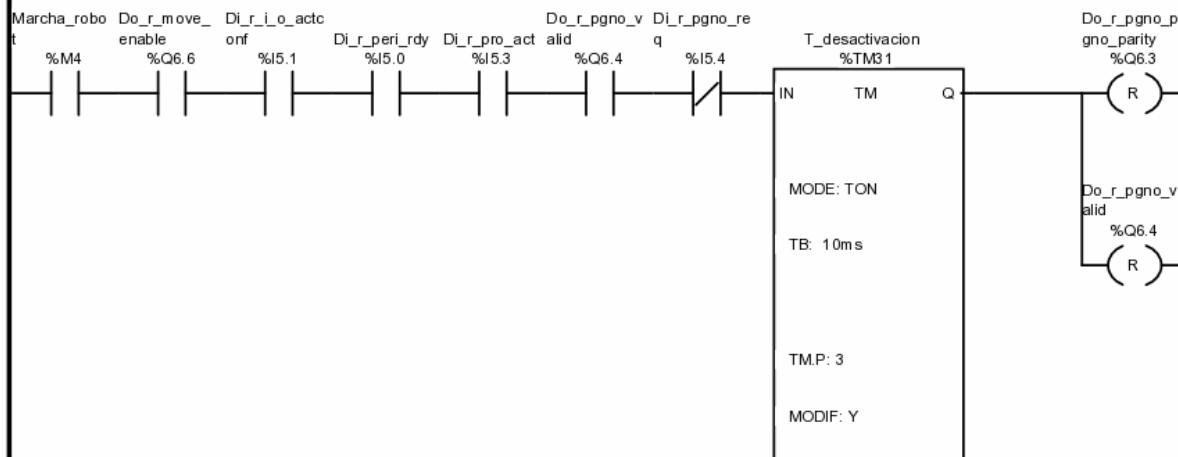 Marcha_robo
t
%M4
Do_r_move_
enable
%Q6.6
Di_r_i_o_actc
onf
%I5.1
Di_r_peri_rdy
%I5.0
Di_r_pro_act
%I5.3
Do_r_pgno_v
alid
%Q6.4
Di_r_pgno_re
q
%I5.4
T_desactivacion
%TM31
IN TM Q
MODE: TON
TB: 10ms
TM.P: 3
MODIF: Y
Do_r_pgno_p
gno_parity
%Q6.3
R
Do_r_pgno_v
alid
%Q6.4
R